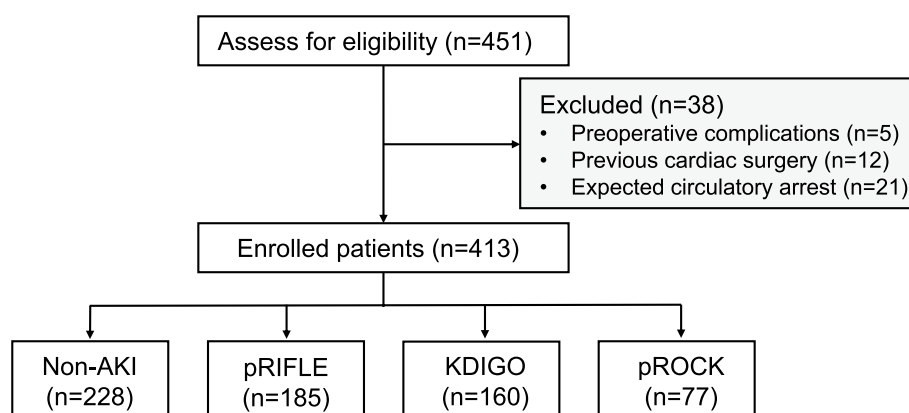 Assess for eligibility (n=451)
Excluded (n=38)
• Preoperative complications (n=5)
• Previous cardiac surgery (n=12)
• Expected circulatory arrest (n=21)
Enrolled patients (n=413)
Non-AKI
(n=228)
pRIFLE
(n=185)
KDIGO
(n=160)
pROCK
(n=77)